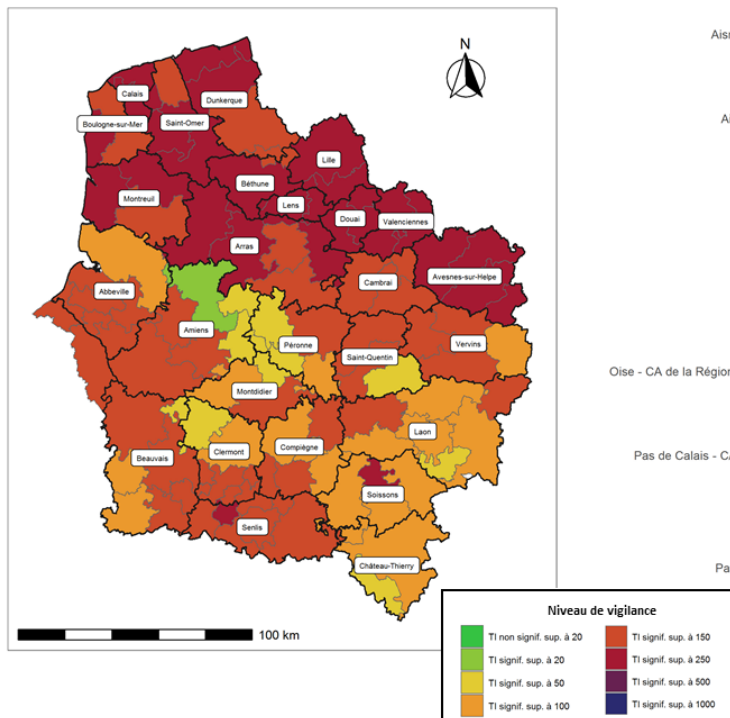 N
Calais
Dunkerque
Boulogne-sur-Mer
Saint-Omer
Lille
Béthune
Montreuil
Lens
Douai
Valenciennes
Arras
Avesnes-sur-Helpe
Cambrai
Abbeville
Amiens
Péronne
Vervins
Saint-Quentin
Montdidier
Laon
Clermont
Compiègne
Beauvais
Soissons
Senlis
Château-Thierry
100 km
Oise - CA de la Région
Pas de Calais - CA
Niveau de vigilance
TI non signif. sup. à 20
TI signif. sup. à 20
TI signif. sup. à 50
TI signif. sup. à 100
TI signif. sup. à 150
TI signif. sup. à 250
TI signif. sup. à 500
TI signif. sup. à 1000